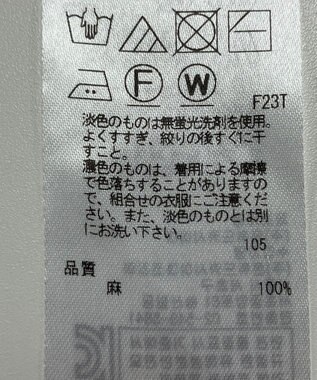 F
W
F23T
淡色のものは無蛍光洗剤を使用。
よくすすぎ、絞りの後すぐに干
すこと。
濃色のものは、着用による摩擦
で色落ちすることがありますの
で、組合せの衣服にご注意くだ
さい。また、淡色のものとは別
にお洗い下さい。
105
品質
麻 100%